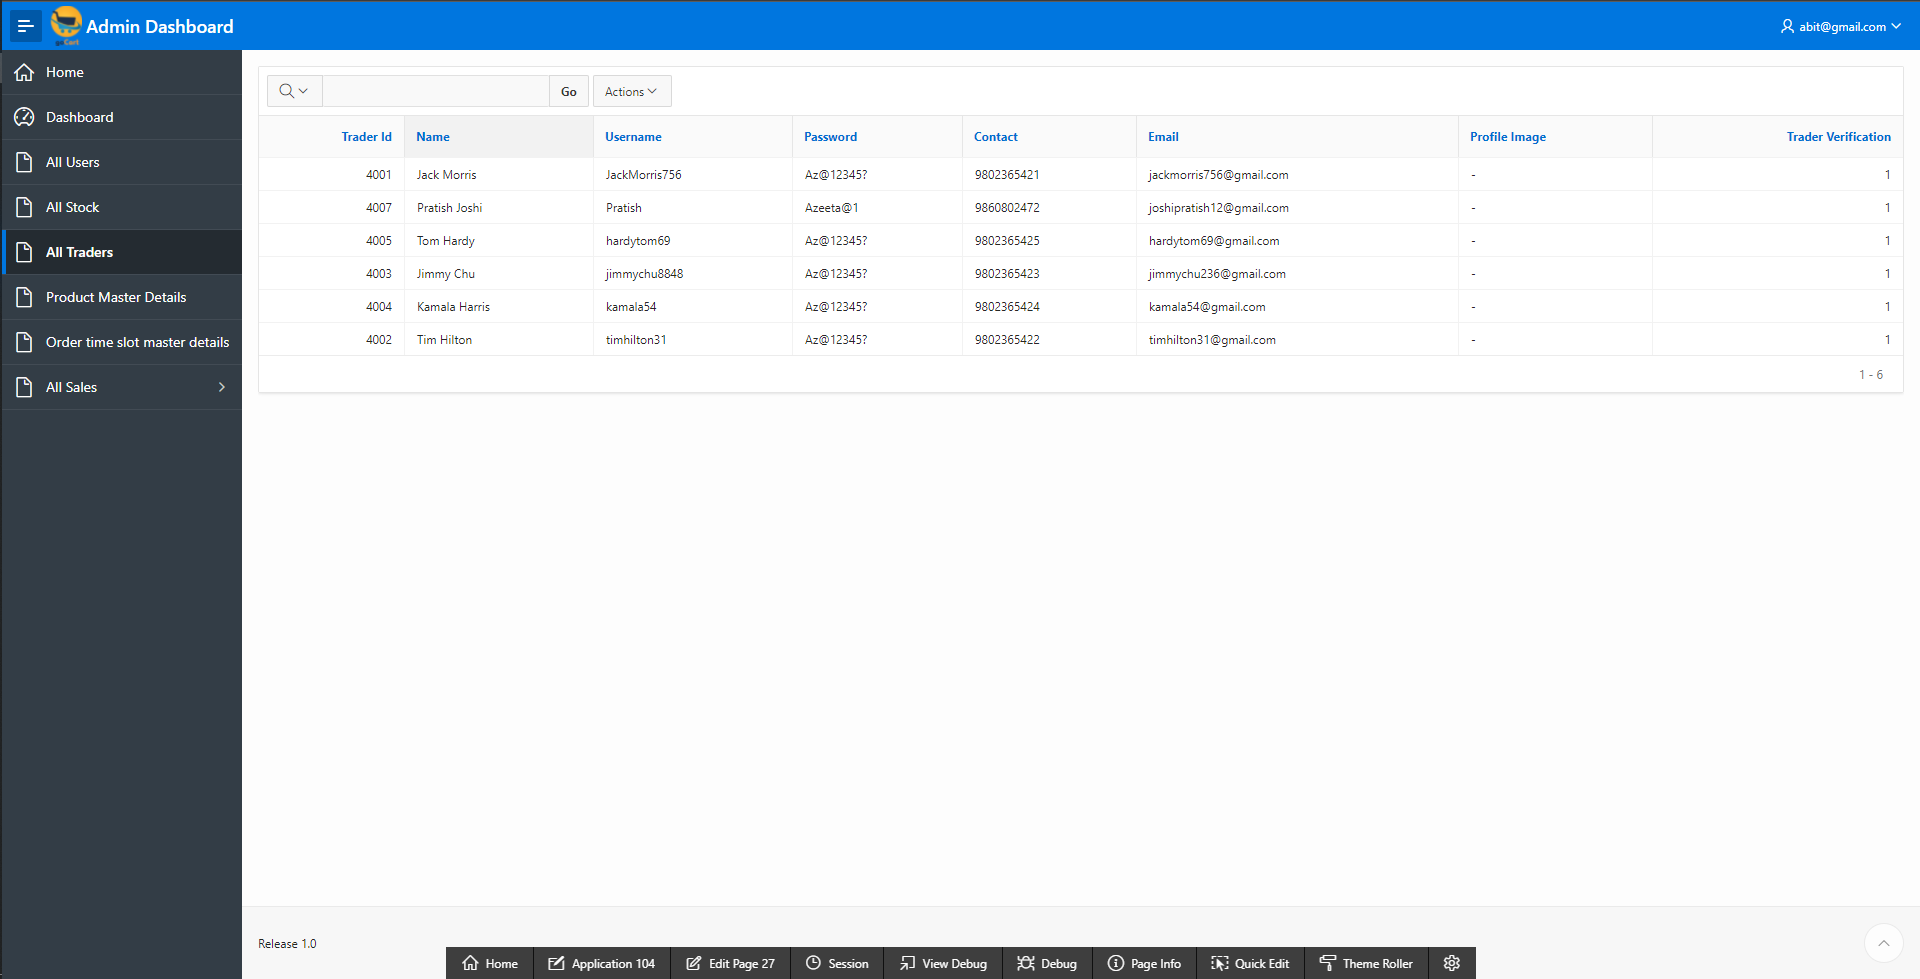 Admin Dashboard
abit@gmail.com
Home
Dashboard
All Users
All Stock
All Traders
Product Master Details
Order time slot master details
All Sales
Go Actions
Trader Id Name Username Password Contact Email Profile Image Trader Verification
4001 Jack Morris JackMorris756 Az@12345? 9802365421 jackmorris756@gmail.com - 1
4007 Pratish Joshi Pratish Azeeta@1 9860802472 joshipratish12@gmail.com - 1
4005 Tom Hardy hardytom69 Az@12345? 9802365425 hardytom69@gmail.com - 1
4003 Jimmy Chu jimmychu8848 Az@12345? 9802365423 jimmychu236@gmail.com - 1
4004 Kamala Harris kamala54 Az@12345? 9802365424 kamala54@gmail.com - 1
4002 Tim Hilton timhilton31 Az@12345? 9802365422 timhilton31@gmail.com - 1
1 - 6
Release 1.0
Home Application 104 Edit Page 27 Session View Debug Debug Page Info Quick Edit Theme Roller